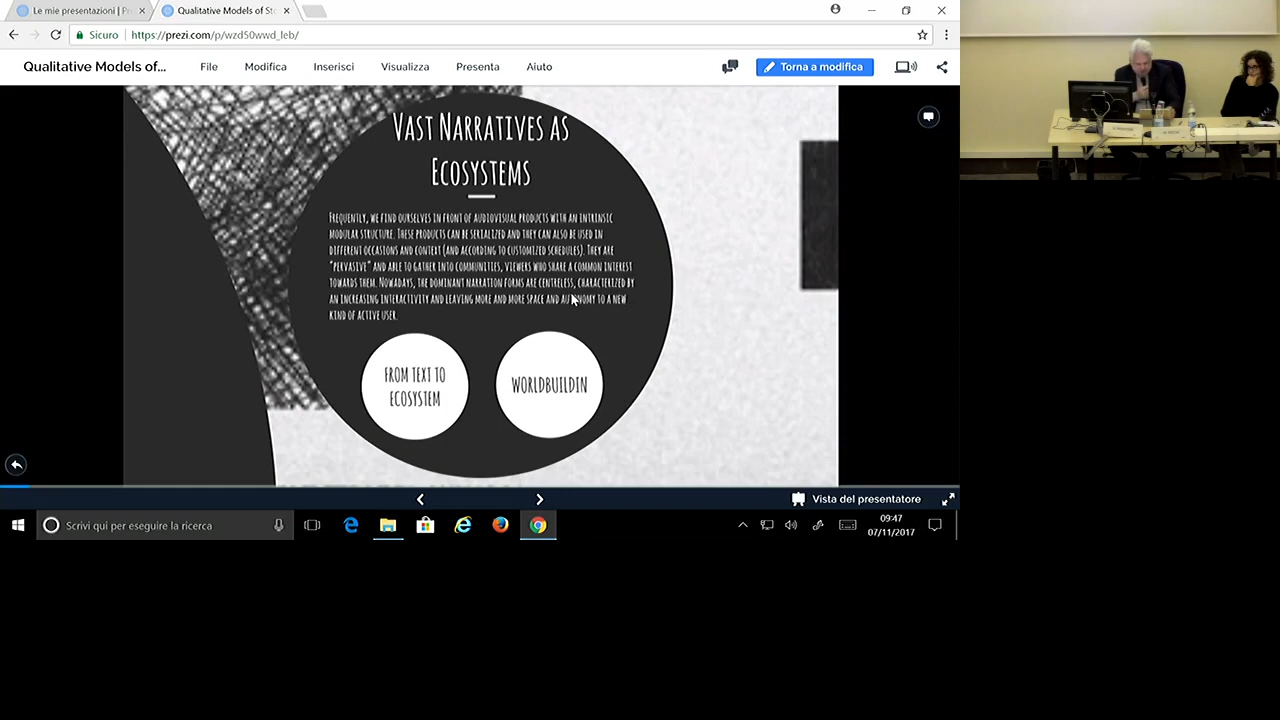 Le mie presentazioni | Pre
Qualitative Models of Sto
Sicuro
https://prezi.com/p/wzd50wwd_leb/
Qualitative Models of...
File
Modifica
Inserisci
Visualizza
Presenta
Aiuto
Torna a modifica
Vast Narratives as
Ecosystems
Frequently, we find ourselves in front of audiovisual products with an intrinsic
modular structure. These products can be serialized and they can also be used in
different occasions and context (and according to customized schedules). They are
"pervasive" and able to gather into communities, viewers who share a common interest
towards them. Nowadays, the dominant narration forms are centreless, characterized by
an increasing interactivity and leaving more and more space and autonomy to a new
kind of active user.
From text to
ecosystem
Worldbuildin
Vista del presentatore
Scrivi qui per eseguire la ricerca
09:47
07/11/2017